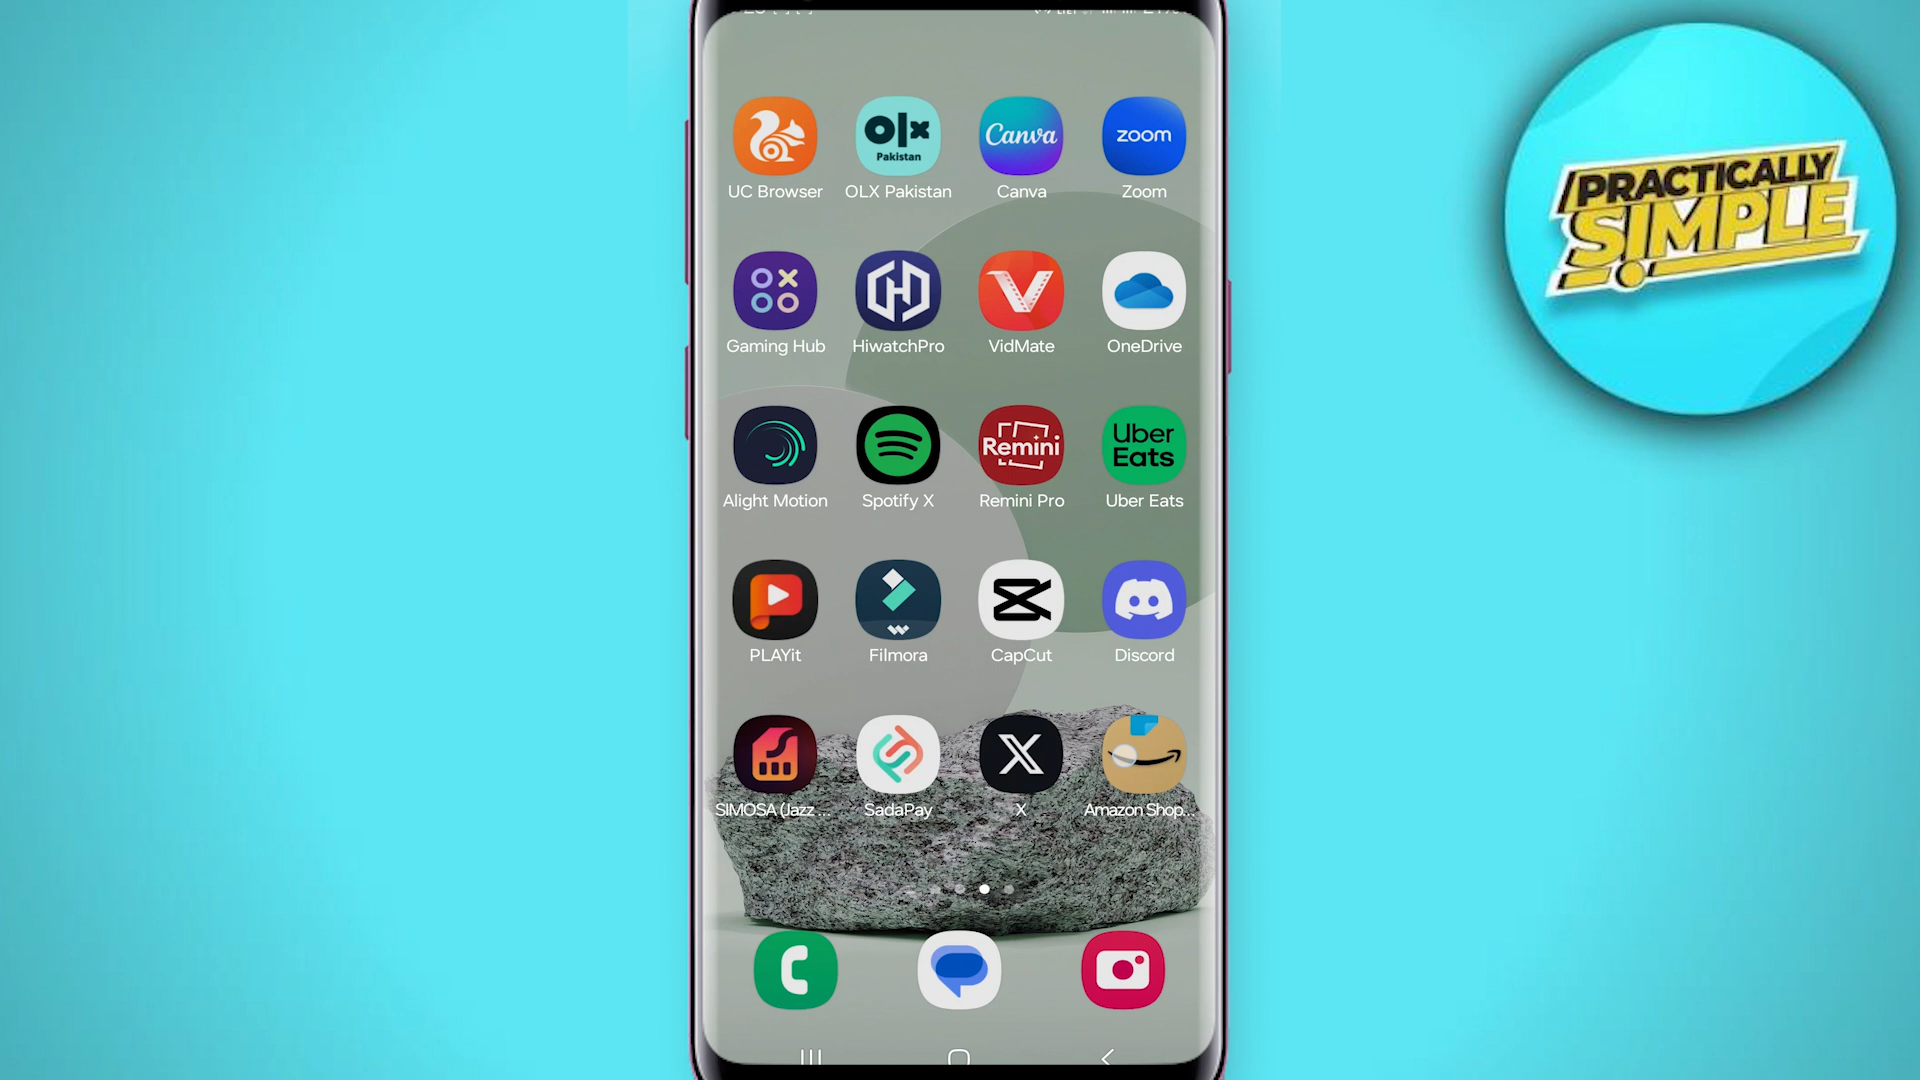 UC Browser
OLX Pakistan
Canva
Zoom
olx
Pakistan
Canva
zoom
Gaming Hub
HiwatchPro
VidMate
OneDrive
Remini
Uber
Eats
Alight Motion
Spotify X
Remini Pro
Uber Eats
PLAYit
Filmora
CapCut
Discord
SIMOSA (Jazz ...
SadaPay
X
Amazon Shop...
PRACTICALLY
SIMPLE